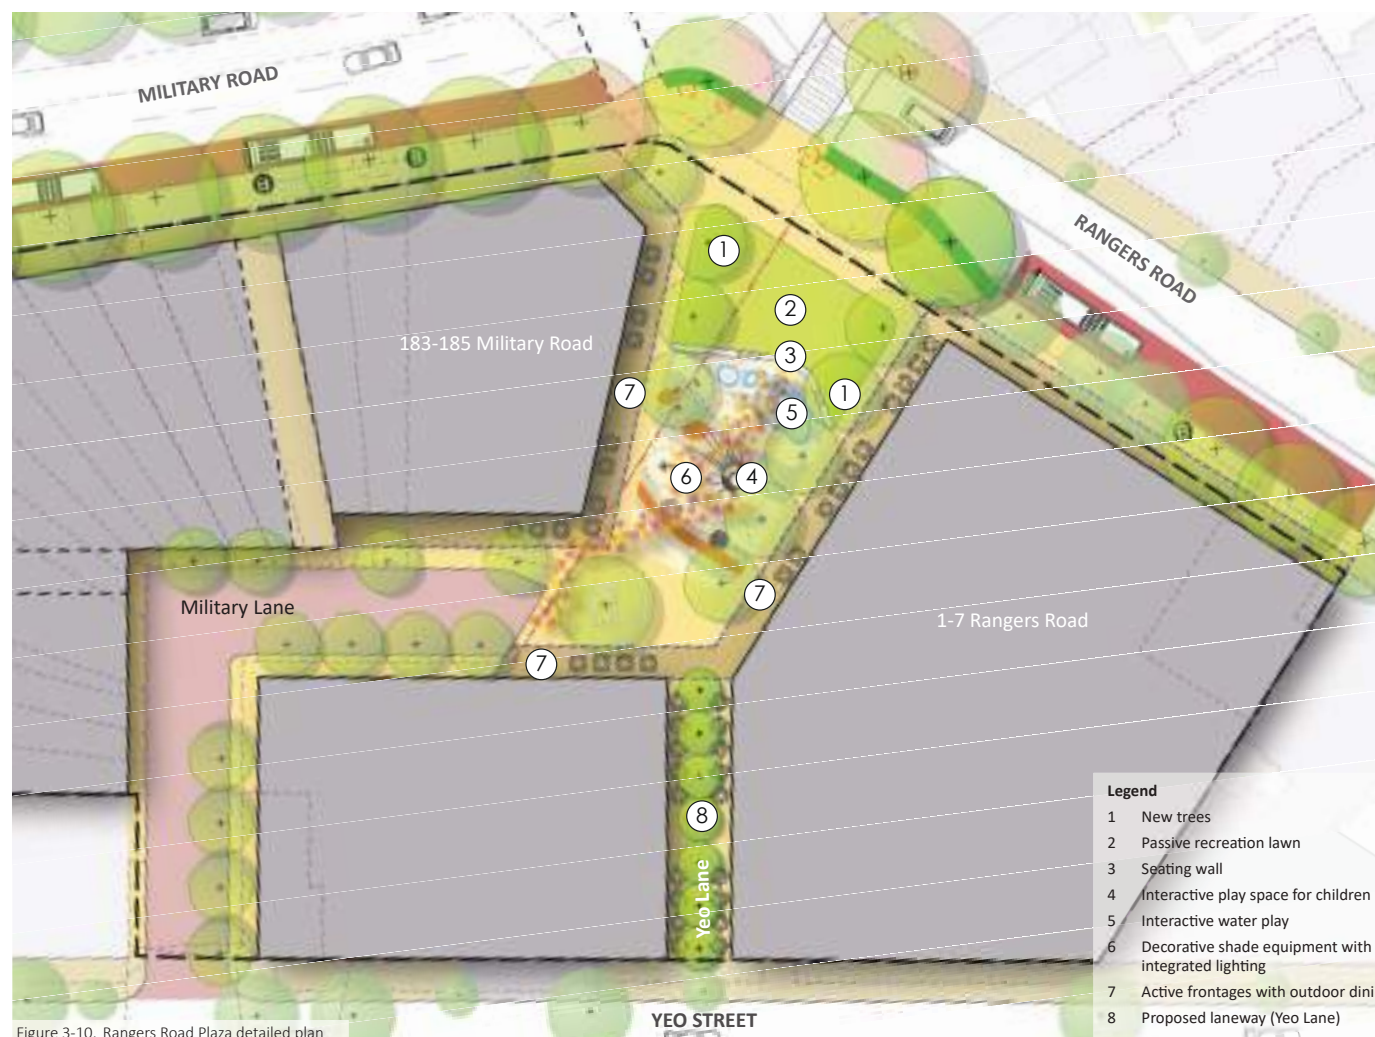 MILITARY ROAD
RANGERS ROAD
1
2
183-185 Military Road
3
7
1
5
6
4
7
Military Lane
1-7 Rangers Road
7
8
Yeo Lane
Legend
1 New trees
2 Passive recreation lawn
3 Seating wall
4 Interactive play space for children
5 Interactive water play
6 Decorative shade equipment with
integrated lighting
7 Active frontages with outdoor dini
8 Proposed laneway (Yeo Lane)
YEO STREET
Figure 3-10. Rangers Road Plaza detailed plan